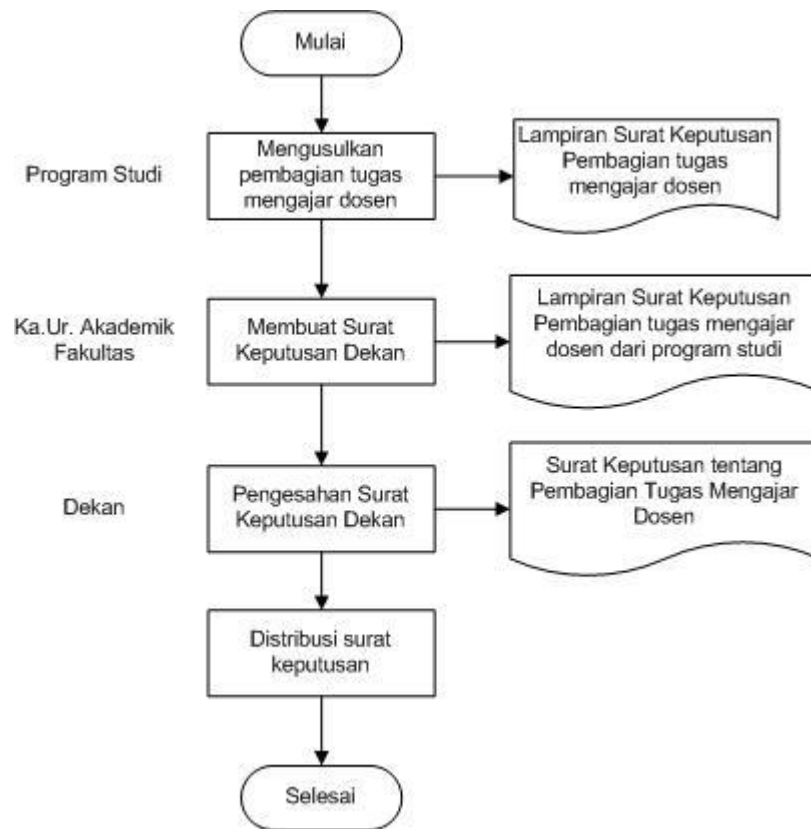 Mulai
Program Studi
Mengusulkan
pembagian tugas
mengajar dosen
Lampiran Surat Keputusan
Pembagian tugas
mengajar dosen
Ka.Ur. Akademik
Fakultas
Membuat Surat
Keputusan Dekan
Lampiran Surat Keputusan
Pembagian tugas mengajar
dosen dari program studi
Dekan
Pengesahan Surat
Keputusan Dekan
Surat Keputusan tentang
Pembagian Tugas Mengajar
Dosen
Distribusi surat
keputusan
Selesai